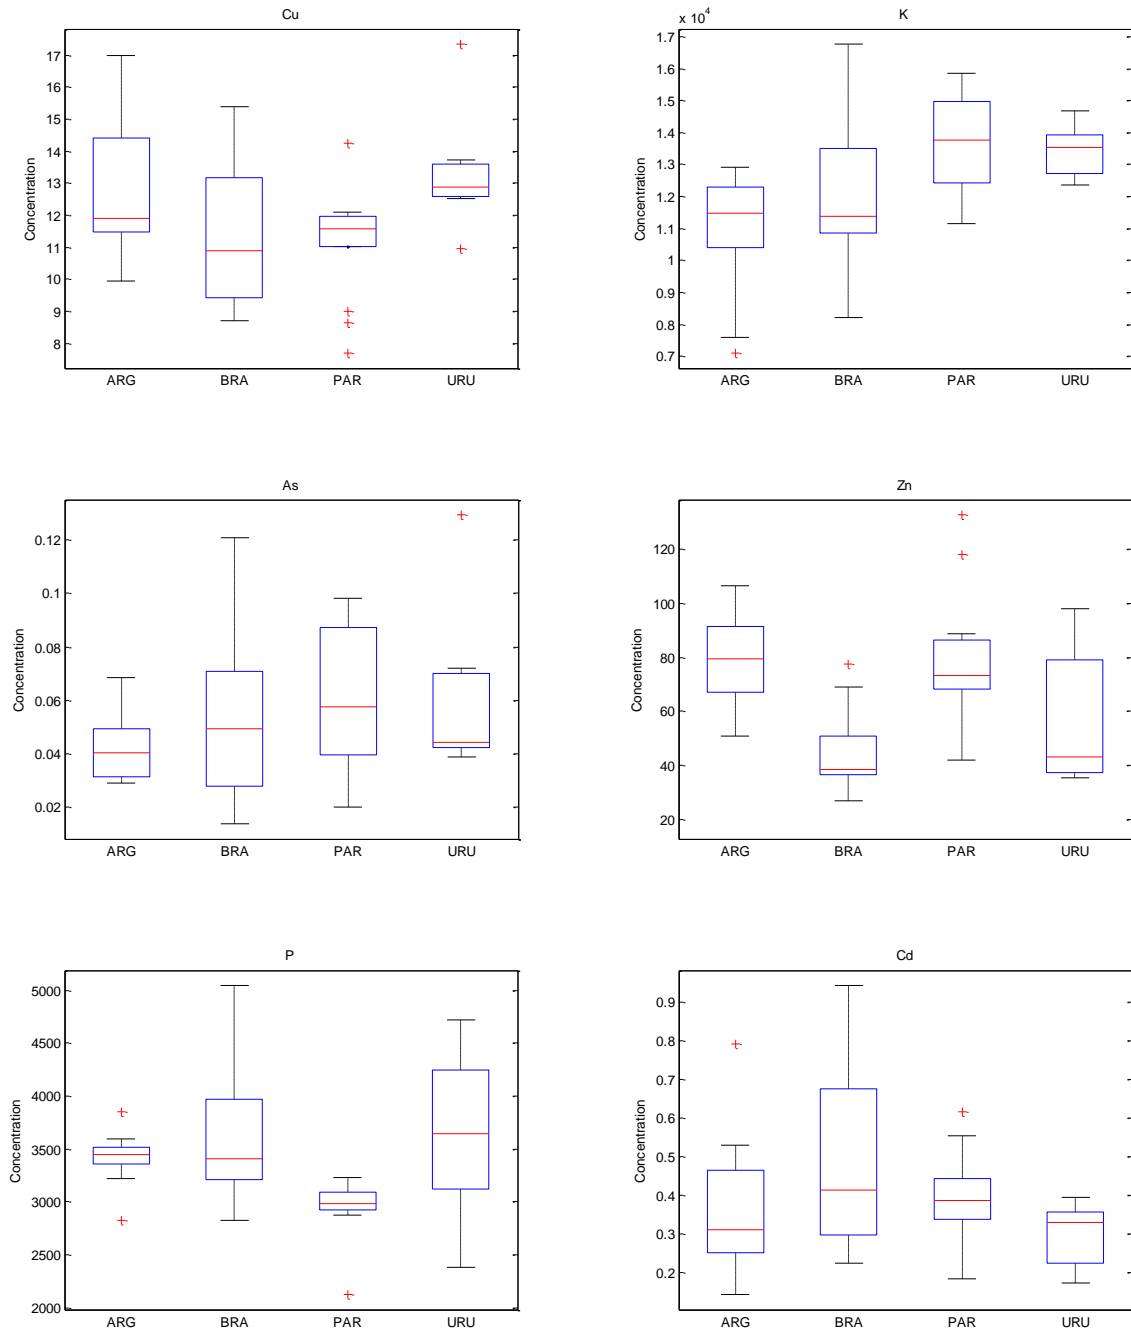 Cu
17
16
15
14
13
12
11
10
9
8
Concentration
ARG BRA PAR URU
K
x 10^4
1.7
1.6
1.5
1.4
1.3
1.2
1.1
1
0.9
0.8
0.7
Concentration
ARG BRA PAR URU
As
0.12
0.1
0.08
0.06
0.04
0.02
Concentration
ARG BRA PAR URU
Zn
120
100
80
60
40
20
Concentration
ARG BRA PAR URU
P
5000
4500
4000
3500
3000
2500
2000
Concentration
ARG BRA PAR URU
Cd
0.9
0.8
0.7
0.6
0.5
0.4
0.3
0.2
Concentration
ARG BRA PAR URU